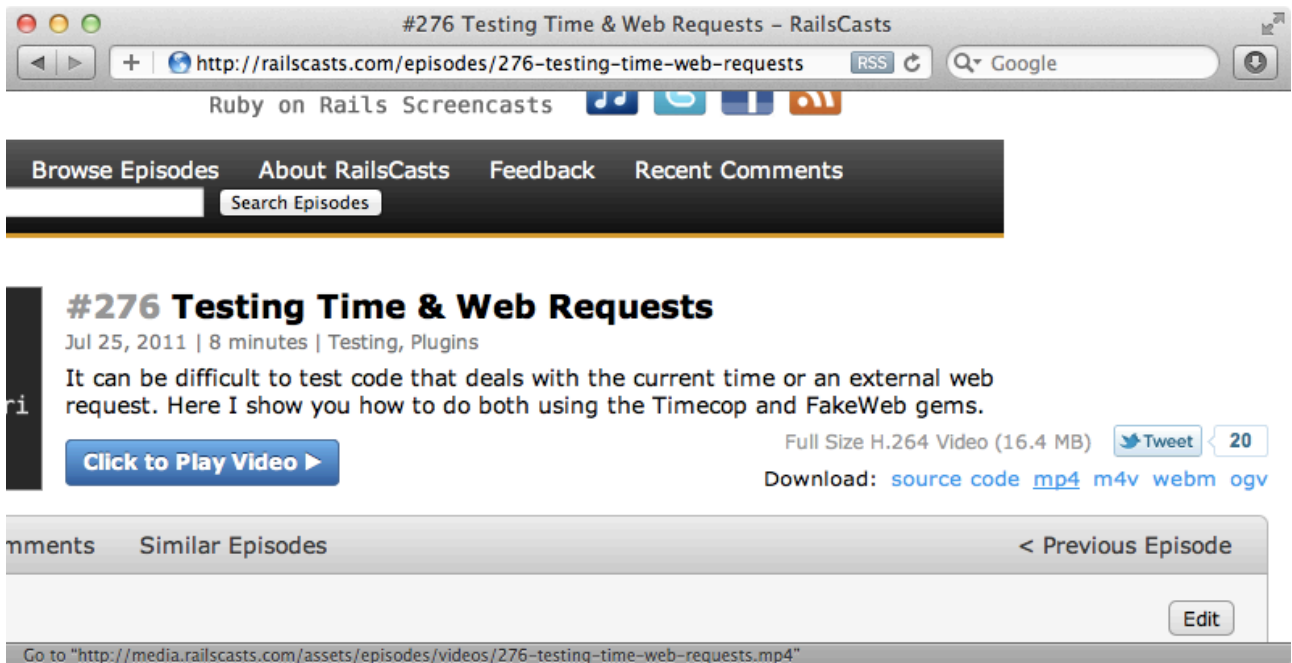 #276 Testing Time & Web Requests – RailsCasts
http://railscasts.com/episodes/276-testing-time-web-requests RSS Google
Ruby on Rails Screencasts
Browse Episodes About RailsCasts Feedback Recent Comments
Search Episodes
#276 Testing Time & Web Requests
Jul 25, 2011 | 8 minutes | Testing, Plugins
It can be difficult to test code that deals with the current time or an external web
ri request. Here I show you how to do both using the Timecop and FakeWeb gems.
Full Size H.264 Video (16.4 MB) Tweet 20
Click to Play Video
Download: source code mp4 m4v webm ogv
mments Similar Episodes < Previous Episode
Edit
Go to "http://media.railscasts.com/assets/episodes/videos/276-testing-time-web-requests.mp4"